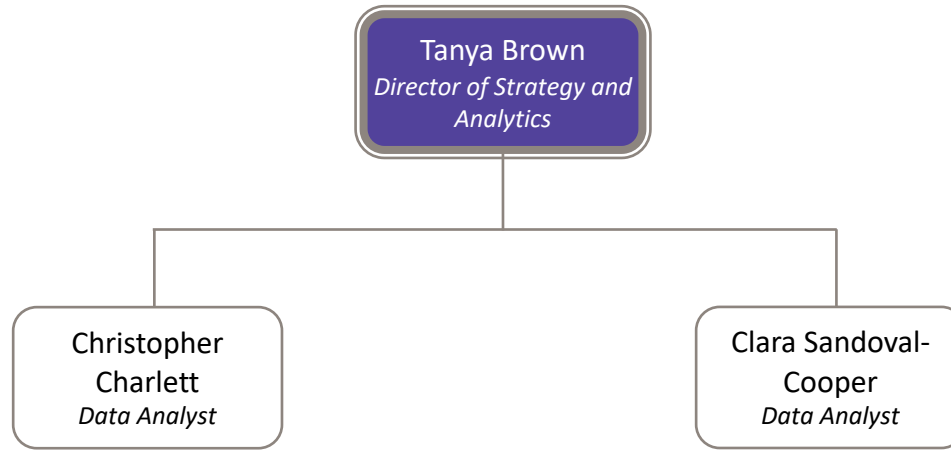 Tanya Brown
Director of Strategy and
Analytics
Christopher
Charlett
Data Analyst
Clara Sandoval-
Cooper
Data Analyst